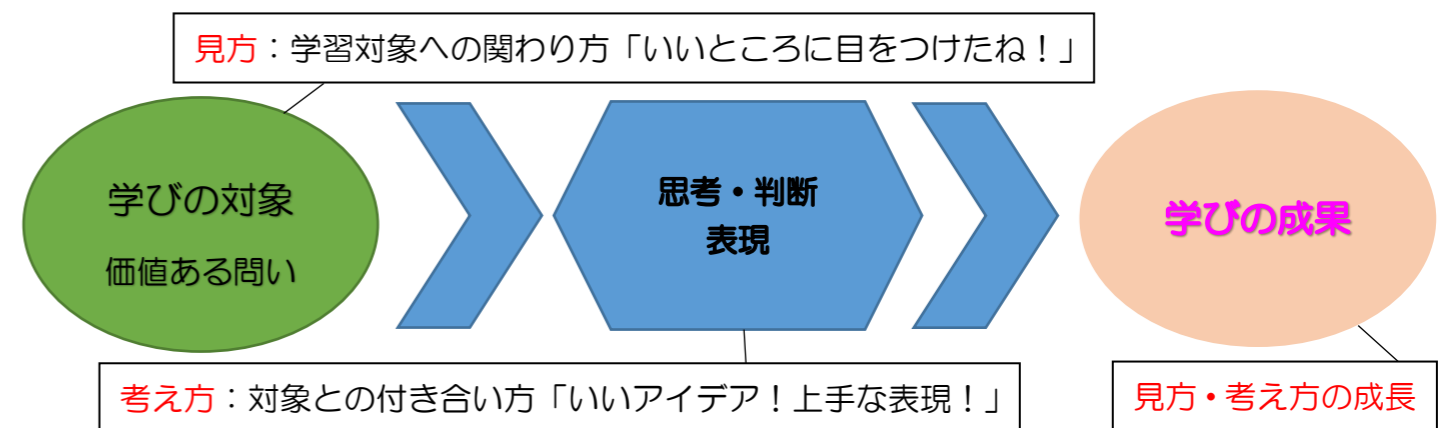 見方：学習対象への関わり方「いいところに目をつけたね！」
学びの対象
価値ある問い
思考・判断
表現
学びの成果
考え方：対象との付き合い方「いいアイデア！上手な表現！」
見方・考え方の成長